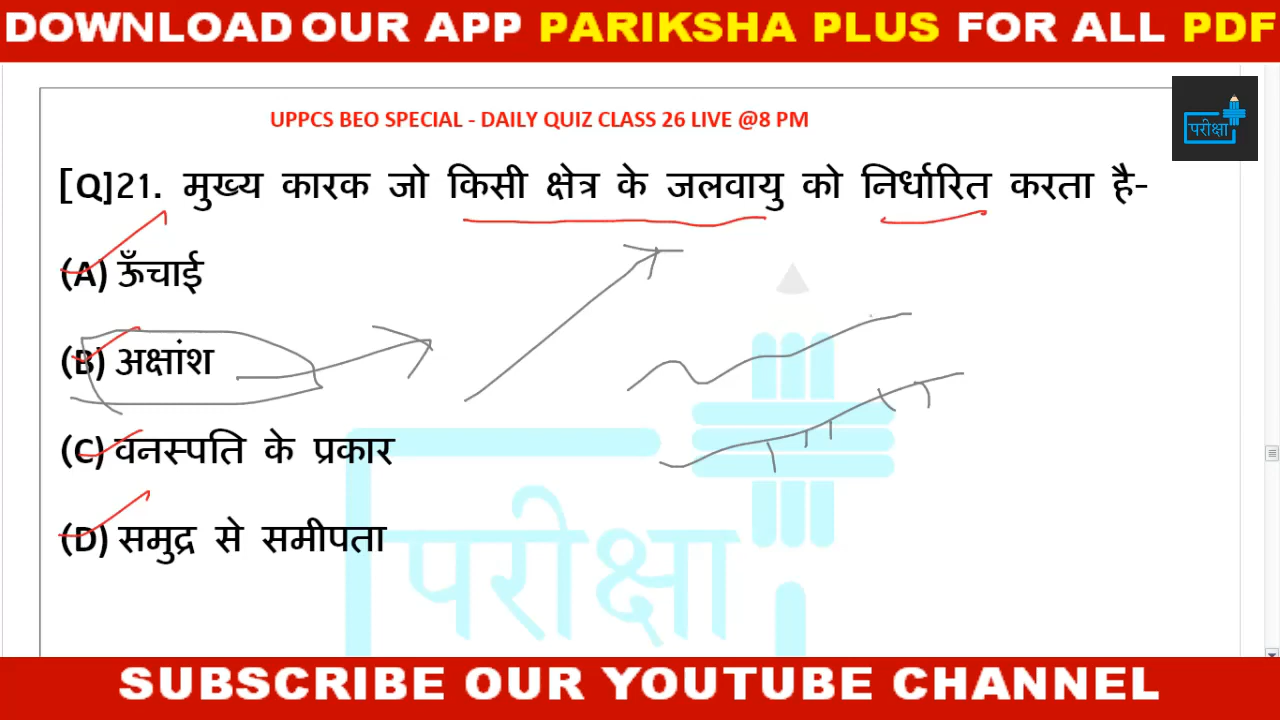 DOWNLOAD OUR APP PARIKSHA PLUS FOR ALL PDF
UPPCS BEO SPECIAL - DAILY QUIZ CLASS 26 LIVE @8 PM
परीक्षा
[Q]21. मुख्य कारक जो किसी क्षेत्र के जलवायु को निर्धारित करता है-
(A) ऊँचाई
(B) अक्षांश
(C) वनस्पति के प्रकार
(D) समुद्र से समीपता
परीक्षा
SUBSCRIBE OUR YOUTUBE CHANNEL